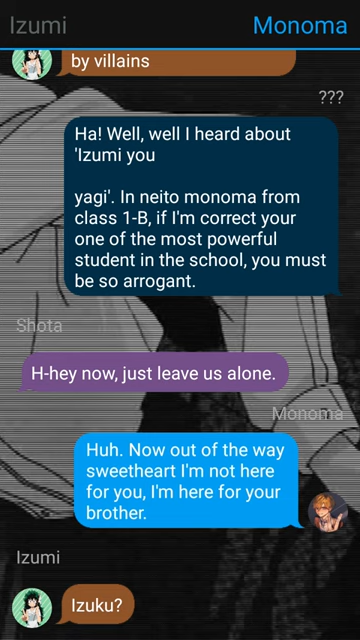 Izumi
Monoma
by villains
???
Ha! Well, well I heard about
'Izumi you
yagi'. In neito monoma from
class 1-B, if I'm correct your
one of the most powerful
student in the school, you must
be so arrogant.
Shota
H-hey now, just leave us alone.
Monoma
Huh. Now out of the way
sweetheart I'm not here
for you, I'm here for your
brother.
Izumi
Izuku?